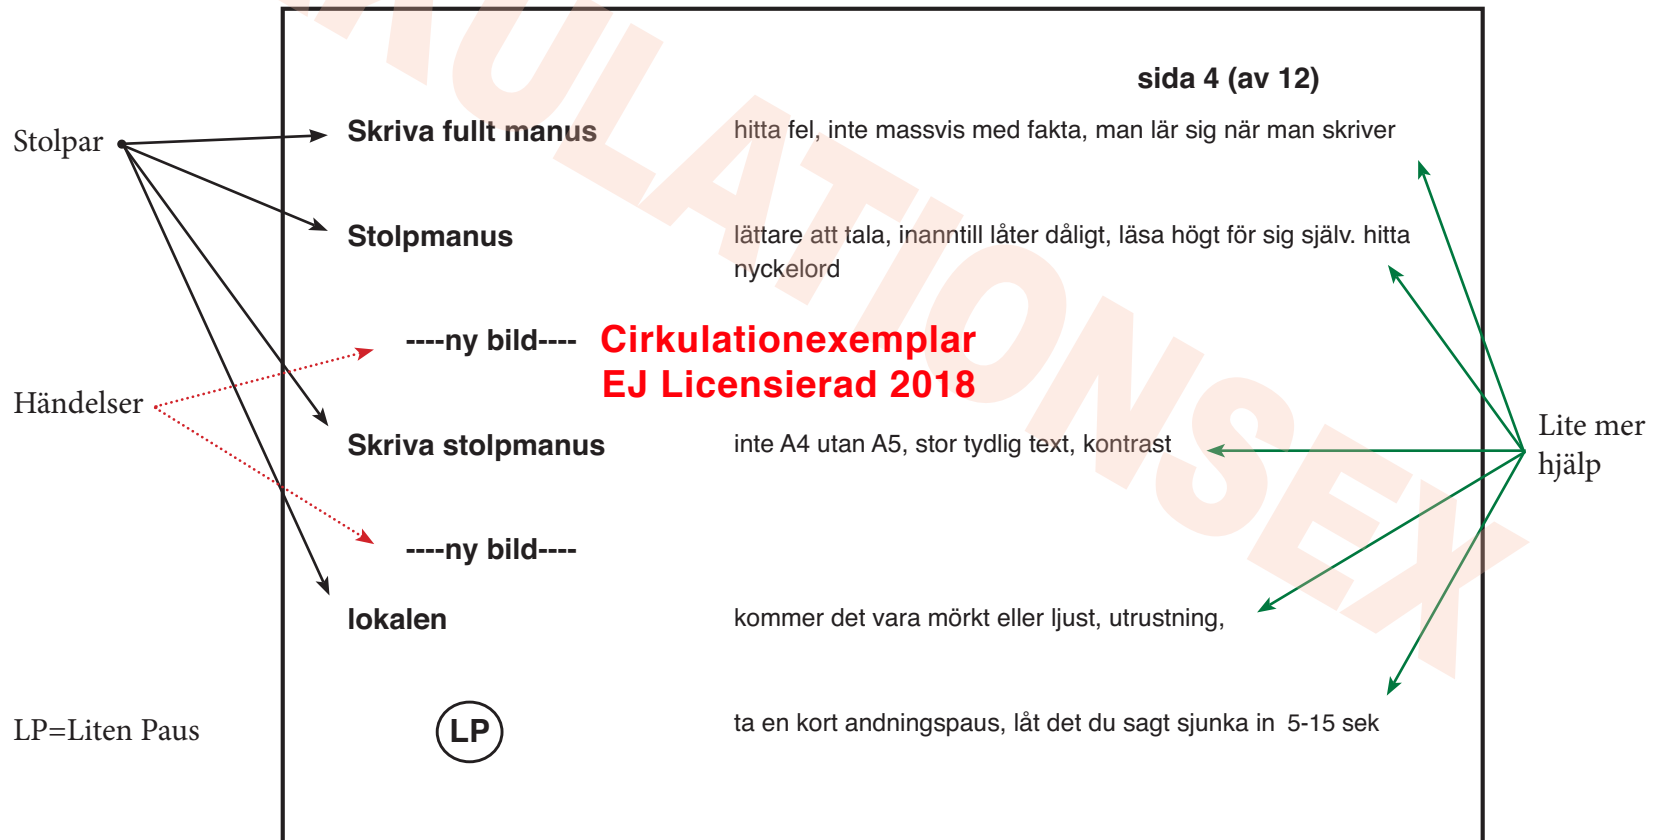 sida 4 (av 12)
Stolpar
Skriva fullt manus
hitta fel, inte massvis med fakta, man lär sig när man skriver
Stolpmanus
lättare att tala, inanntill låter dåligt, läsa högt för sig själv. hitta
nyckelord
----ny bild----
Cirkulationexemplar
EJ Licensierad 2018
Händelser
Skriva stolpmanus
inte A4 utan A5, stor tydlig text, kontrast
Lite mer
hjälp
----ny bild----
lokalen
kommer det vara mörkt eller ljust, utrustning,
LP=Liten Paus
LP
ta en kort andningspaus, låt det du sagt sjunka in 5-15 sek
KULATIONSEX